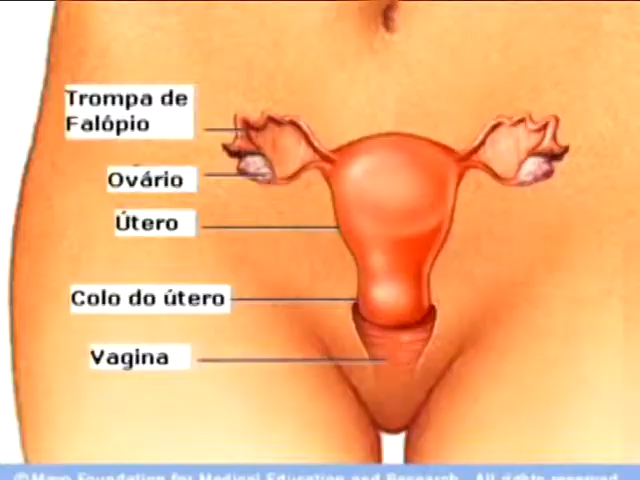 Trompa de
Falópio
Ovário
Útero
Colo do útero
Vagina
© Mayo Foundation for Medical Education and Research. All rights reserved.